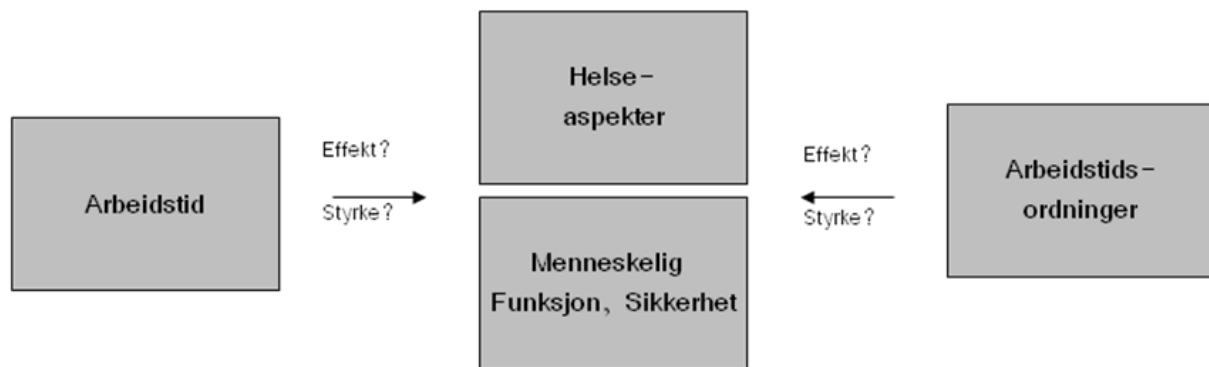 Arbeidstid
Effekt?
Styrke?
Helse-
aspekter
Menneskelig
Funksjon, Sikkerhet
Effekt?
Styrke?
Arbeidstids-
ordninger